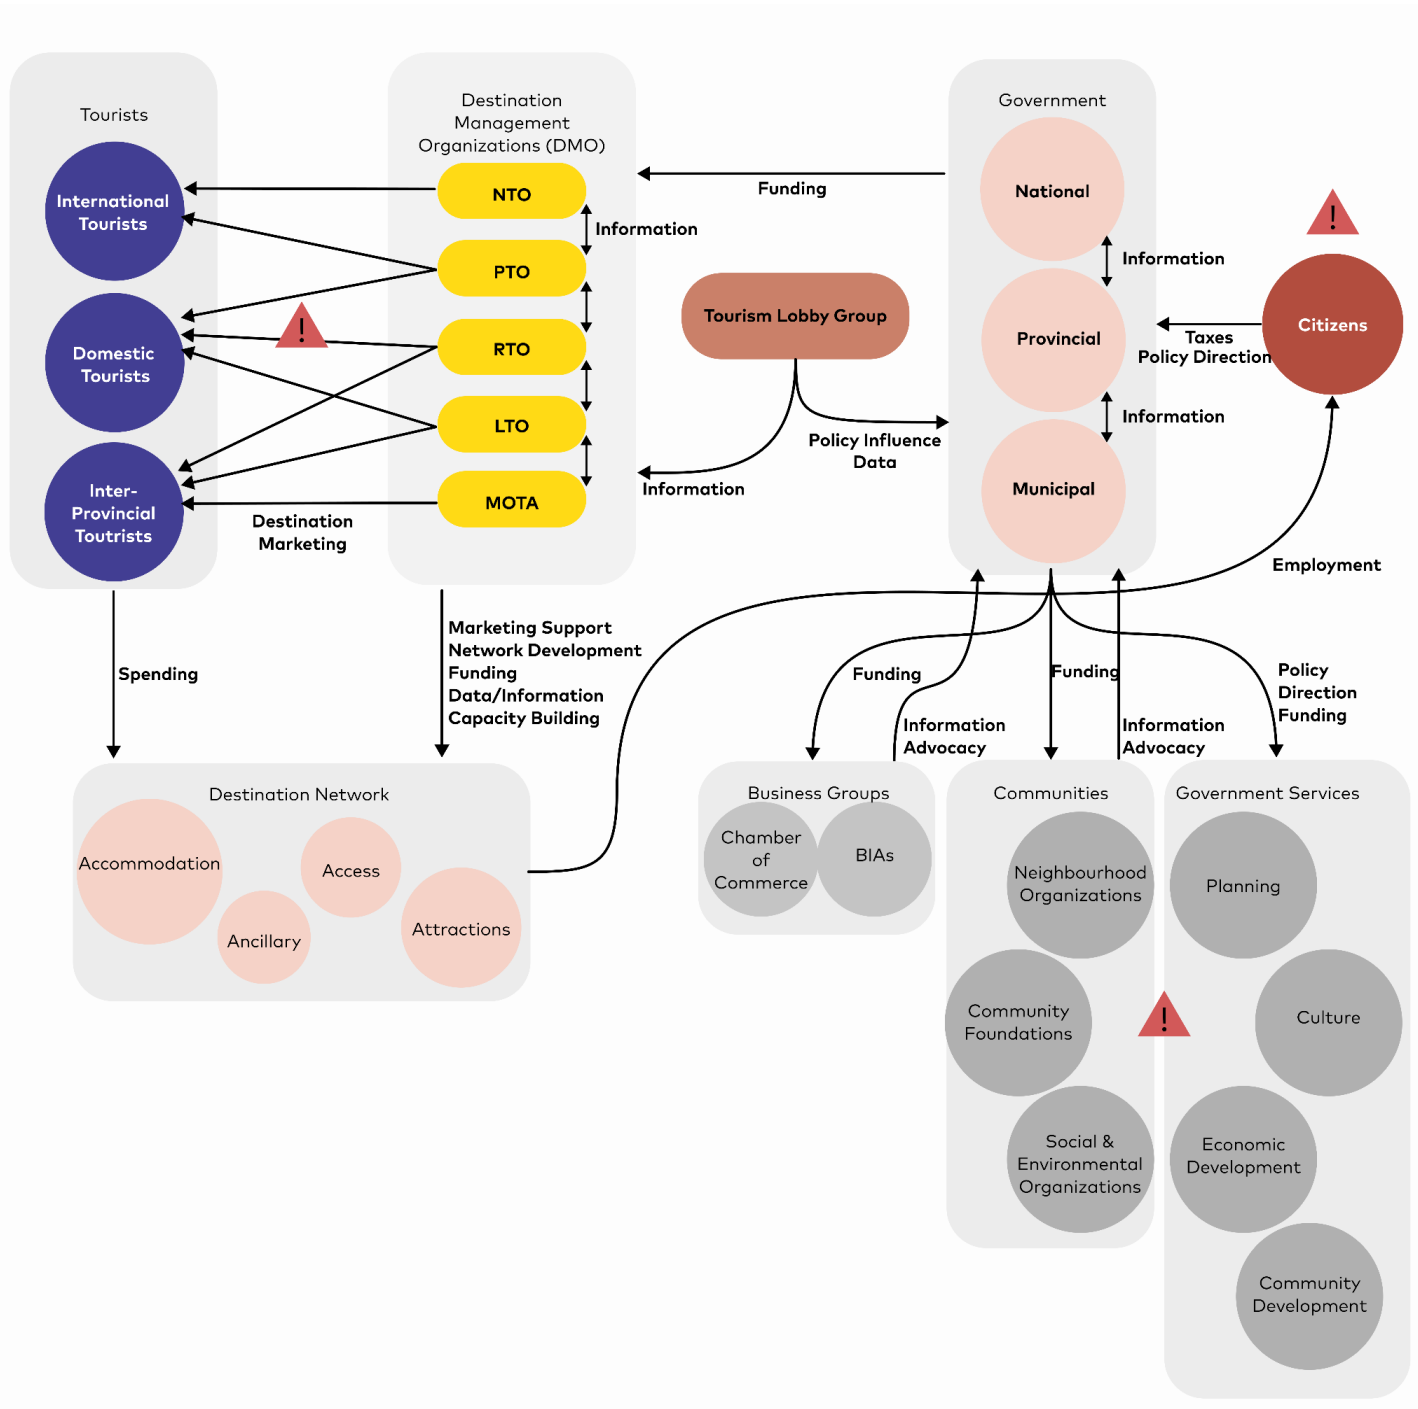 Tourists
International
Tourists
Domestic
Tourists
Inter-
Provincial
Toutrists
!
Destination
Marketing
Destination
Management
Organizations (DMO)
NTO
PTO
RTO
LTO
MOTA
Information
Funding
Tourism Lobby Group
Information
Policy Influence
Data
Government
National
Information
Provincial
Information
Municipal
!
Citizens
Taxes
Policy Direction
Employment
Spending
Marketing Support
Network Development
Funding
Data/Information
Capacity Building
Funding
Information
Advocacy
Funding
Information
Advocacy
Policy
Direction
Funding
Destination Network
Accommodation
Ancillary
Access
Attractions
Business Groups
Chamber
of
Commerce
BIAs
Communities
Neighbourhood
Organizations
Community
Foundations
Social &
Environmental
Organizations
!
Government Services
Planning
Culture
Economic
Development
Community
Development